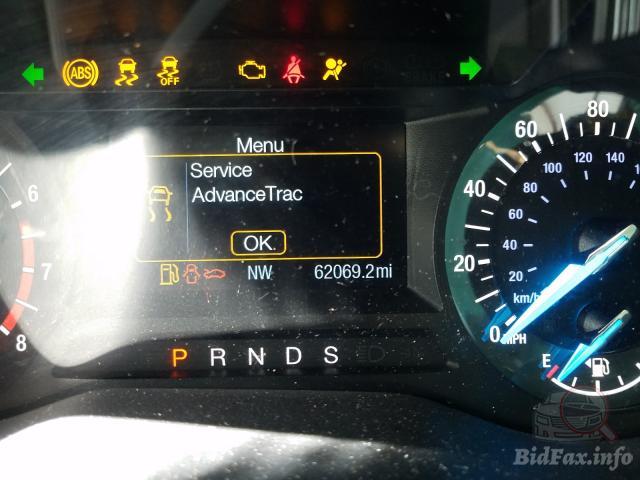 ABS
OFF
Menu
Service
AdvanceTrac
OK
NW 62069.2mi
P R N D S
6
7
8
0 20 40 60 80
20 40 60 80 100 120 140
km/h
MPH
E
BidFax.info